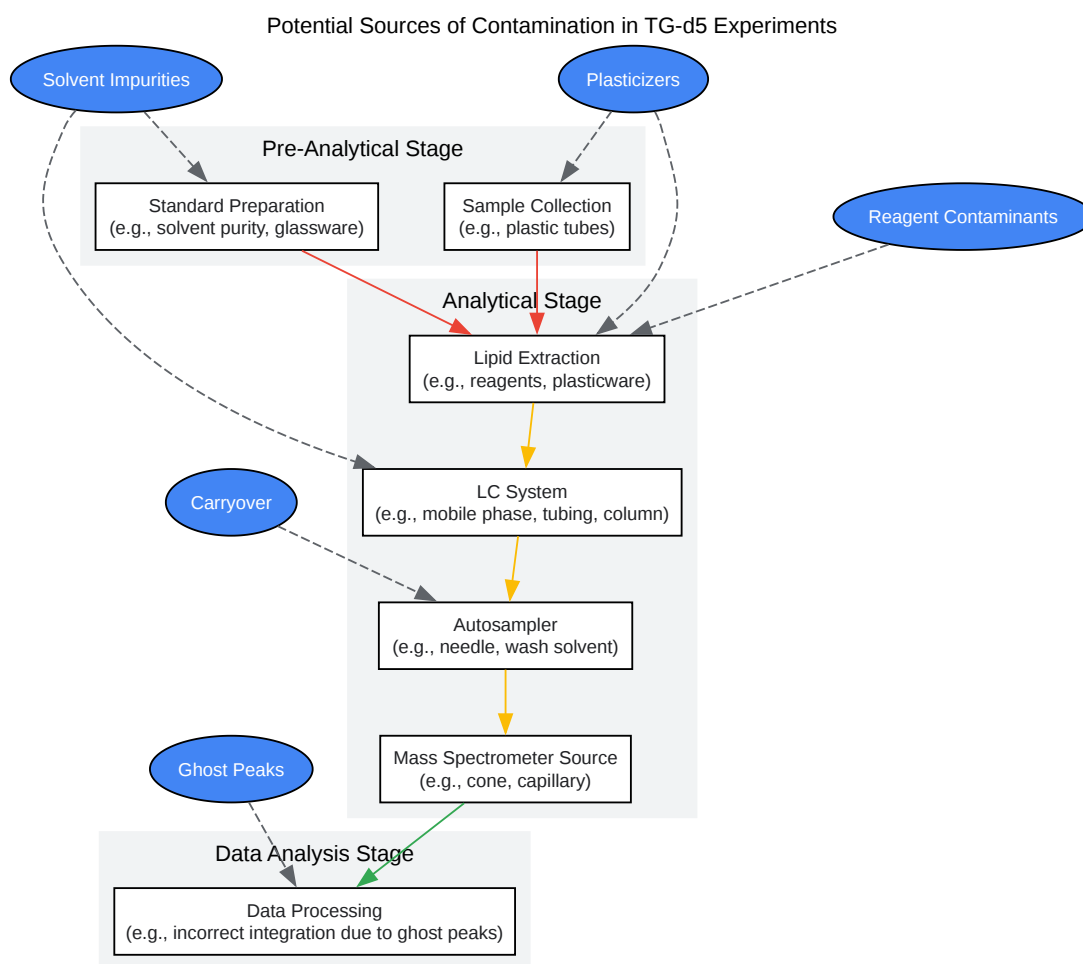 Potential Sources of Contamination in TG-d5 Experiments
Solvent Impurities
Plasticizers
Pre-Analytical Stage
Standard Preparation
(e.g., solvent purity, glassware)
Sample Collection
(e.g., plastic tubes)
Reagent Contaminants
Analytical Stage
Lipid Extraction
(e.g., reagents, plasticware)
LC System
(e.g., mobile phase, tubing, column)
Carryover
Autosampler
(e.g., needle, wash solvent)
Mass Spectrometer Source
(e.g., cone, capillary)
Ghost Peaks
Data Analysis Stage
Data Processing
(e.g., incorrect integration due to ghost peaks)